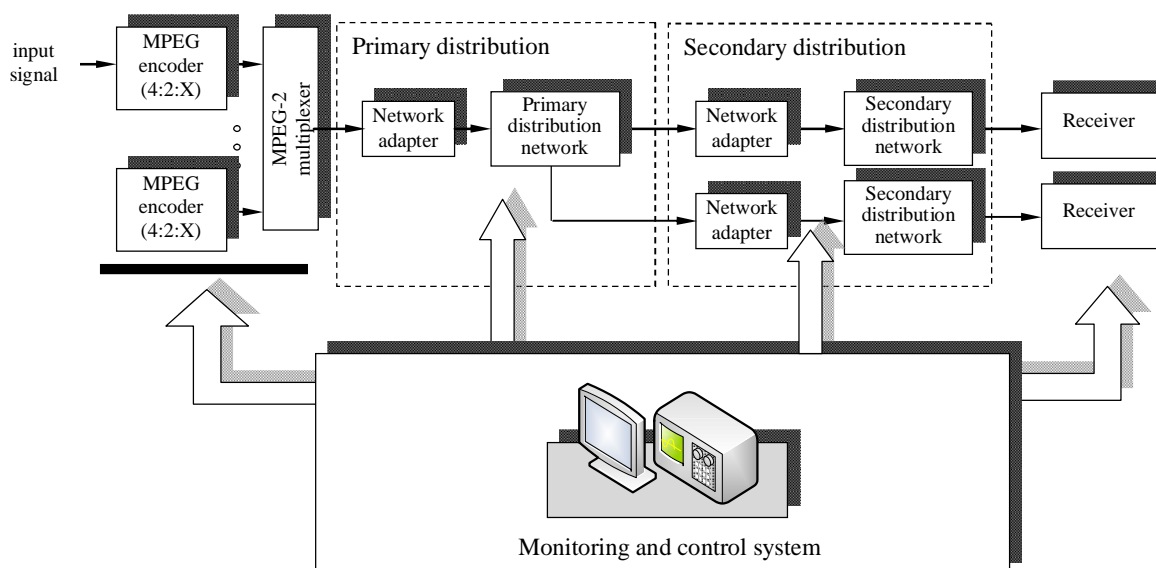 input
signal
MPEG
encoder
(4:2:X)
MPEG
encoder
(4:2:X)
MPEG-2
multiplexer
Primary distribution
Network
adapter
Primary
distribution
network
Secondary distribution
Network
adapter
Secondary
distribution
network
Receiver
Network
adapter
Secondary
distribution
network
Receiver
Monitoring and control system